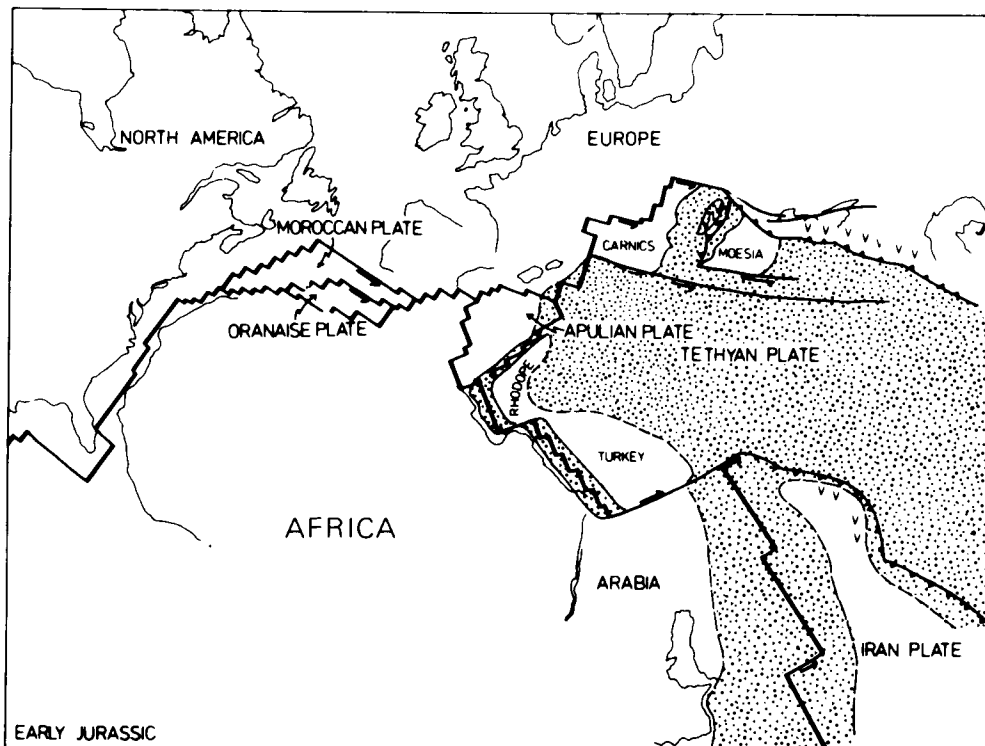 NORTH AMERICA
EUROPE
MOROCCAN PLATE
CARNICS
MOESIA
ORANAISE PLATE
APULIAN PLATE
TETHYAN PLATE
RHODOPE
TURKEY
AFRICA
ARABIA
IRAN PLATE
EARLY JURASSIC